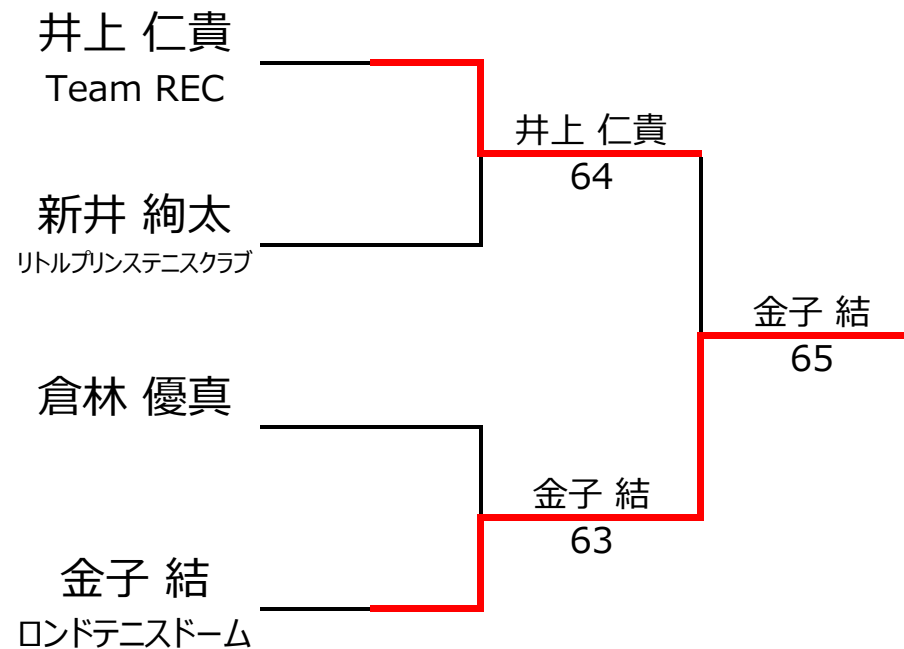 井上 仁貴
Team REC
井上 仁貴
64
新井 絢太
リトルプリンステニスクラブ
金子 結
65
倉林 優真
金子 結
63
金子 結
ロンドテニスドーム